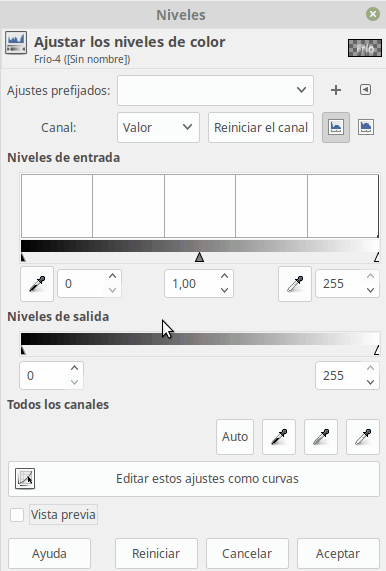 Niveles
Ajustar los niveles de color
Frío-4 ([Sin nombre])
Frío
Ajustes prefijados:
Canal: Valor Reiniciar el canal
Niveles de entrada
0 1,00 255
Niveles de salida
0 255
Todos los canales
Auto
Editar estos ajustes como curvas
Vista previa
Ayuda Reiniciar Cancelar Aceptar